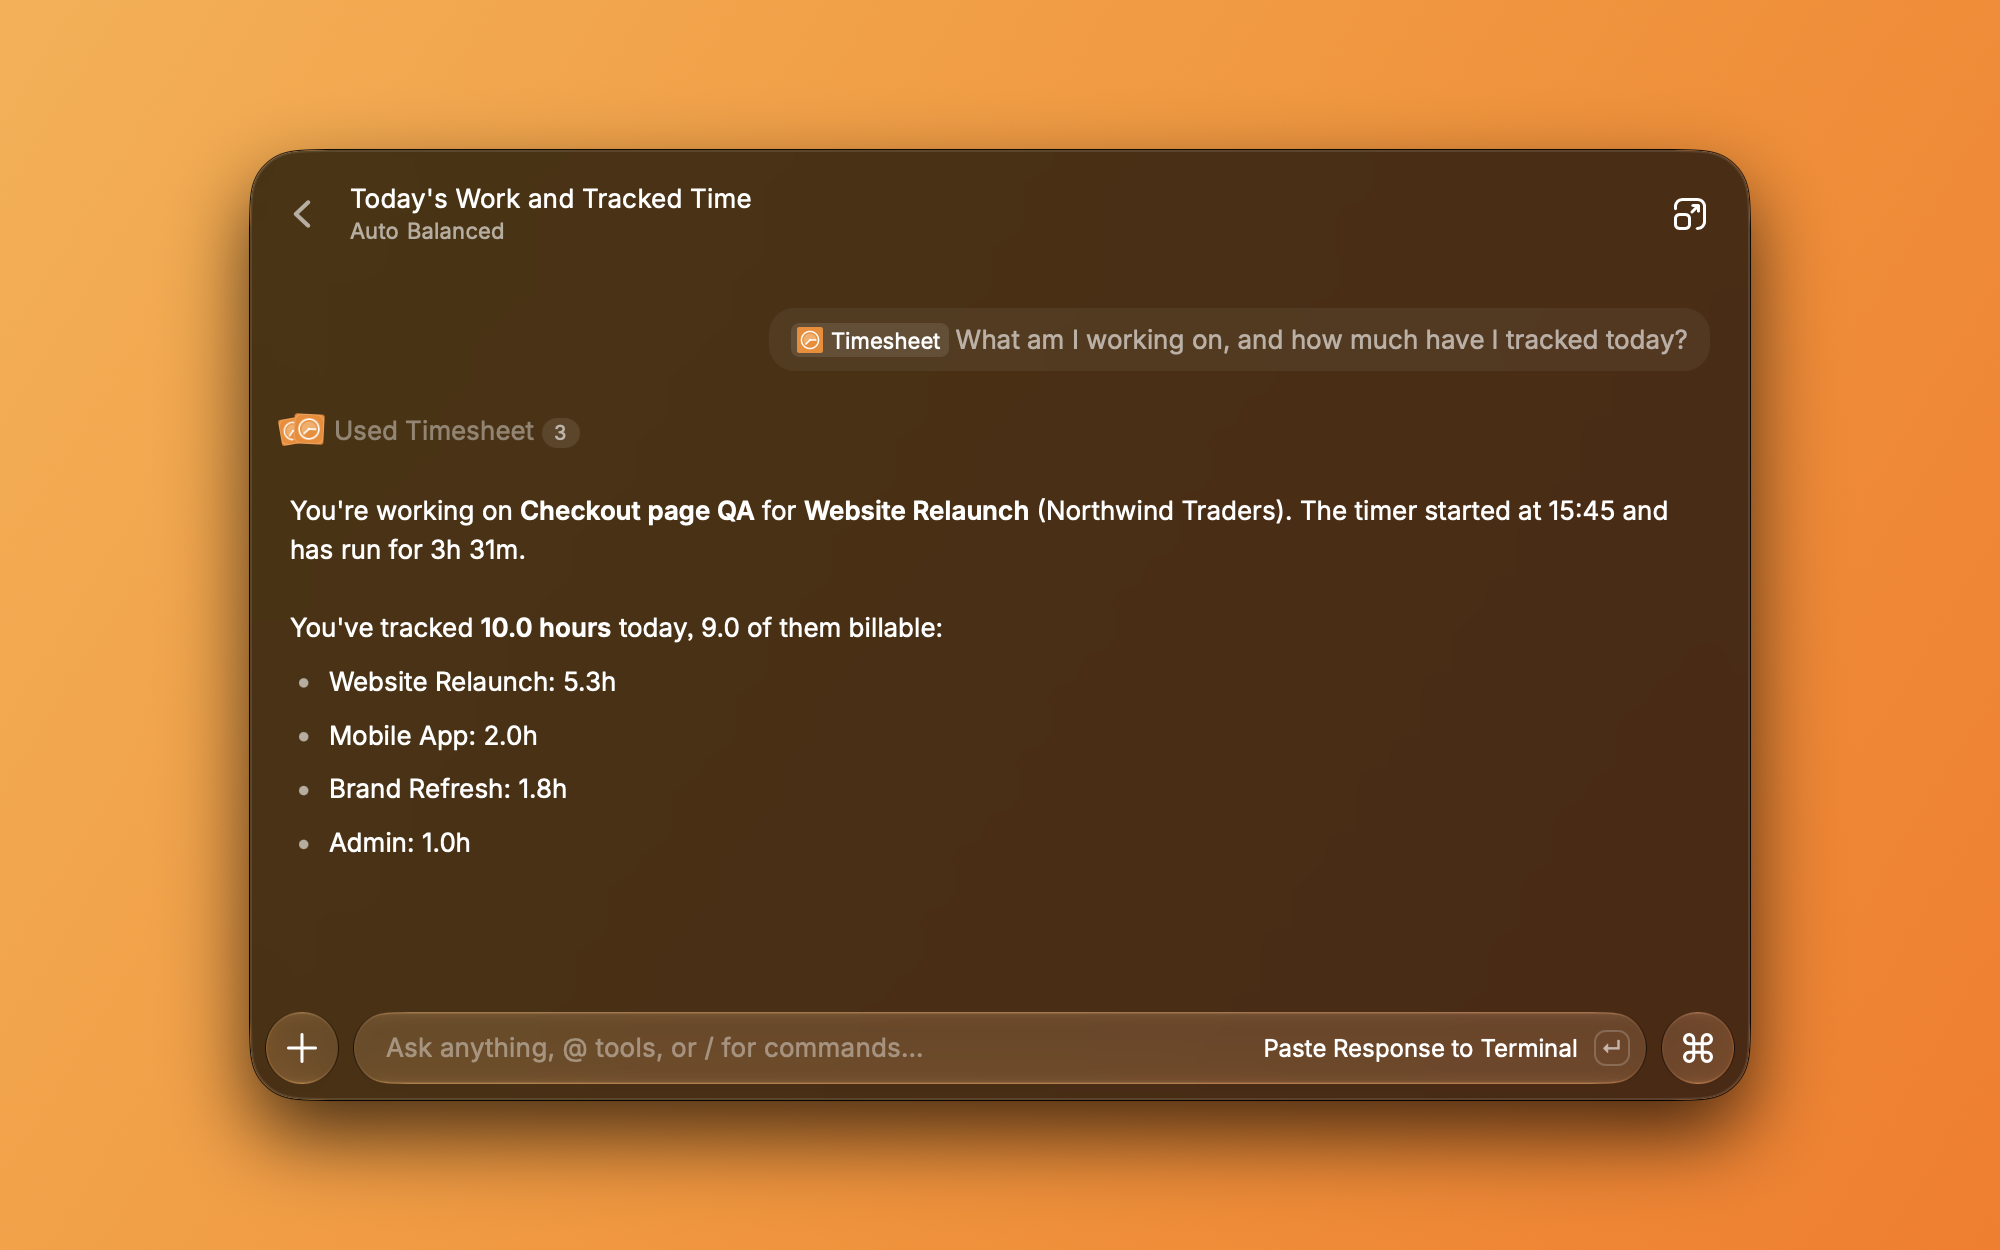 Today's Work and Tracked Time
Auto Balanced
Timesheet What am I working on, and how much have I tracked today?
Used Timesheet 3
You're working on Checkout page QA for Website Relaunch (Northwind Traders). The timer started at 15:45 and
has run for 3h 31m.
You've tracked 10.0 hours today, 9.0 of them billable:
• Website Relaunch: 5.3h
• Mobile App: 2.0h
• Brand Refresh: 1.8h
• Admin: 1.0h
Ask anything, @ tools, or / for commands... Paste Response to Terminal